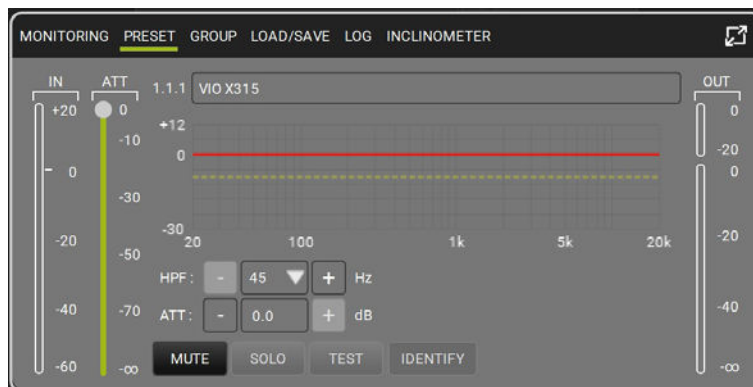 MONITORING PRESET GROUP LOAD/SAVE LOG INCLINOMETER
IN ATT 1.1.1 VIO X315 OUT
+20 0 +12 0
-10 0 -20
0 0
-30
-20 -30 -20
20 100 1k 5k 20k
-50
HPF: - 45 + Hz
-40 -70 ATT: - 0.0 + dB -40
-60 -∞ MUTE SOLO TEST IDENTIFY -∞